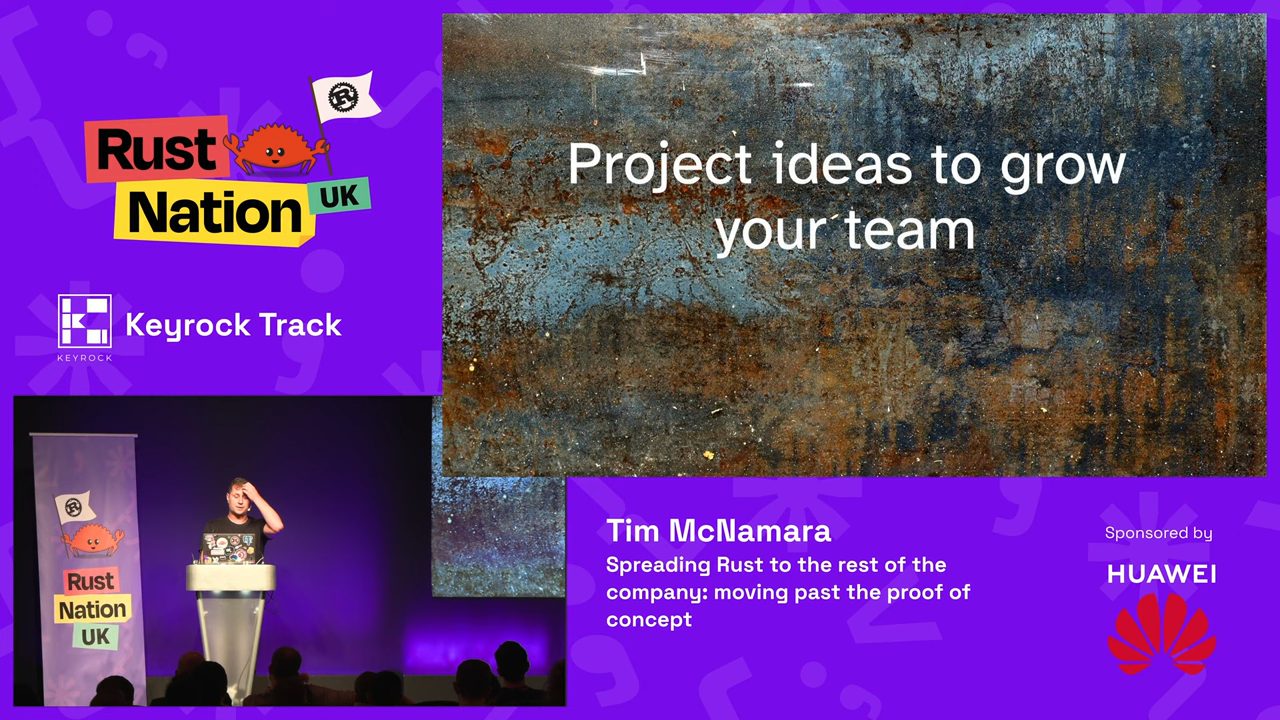 Rust
Nation
UK
R
KEYROCK
Keyrock Track
Project ideas to grow
your team
R
Rust
Nation
UK
Tim McNamara
Spreading Rust to the rest of the
company: moving past the proof of
concept
Sponsored by
HUAWEI